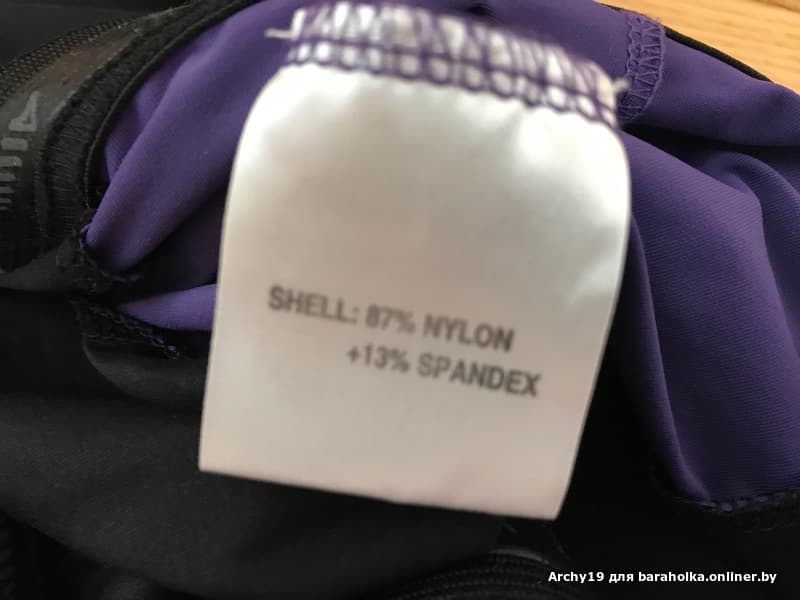 SHELL: 87% NYLON
+13% SPANDEX
Archy19 для baraholka.onliner.by